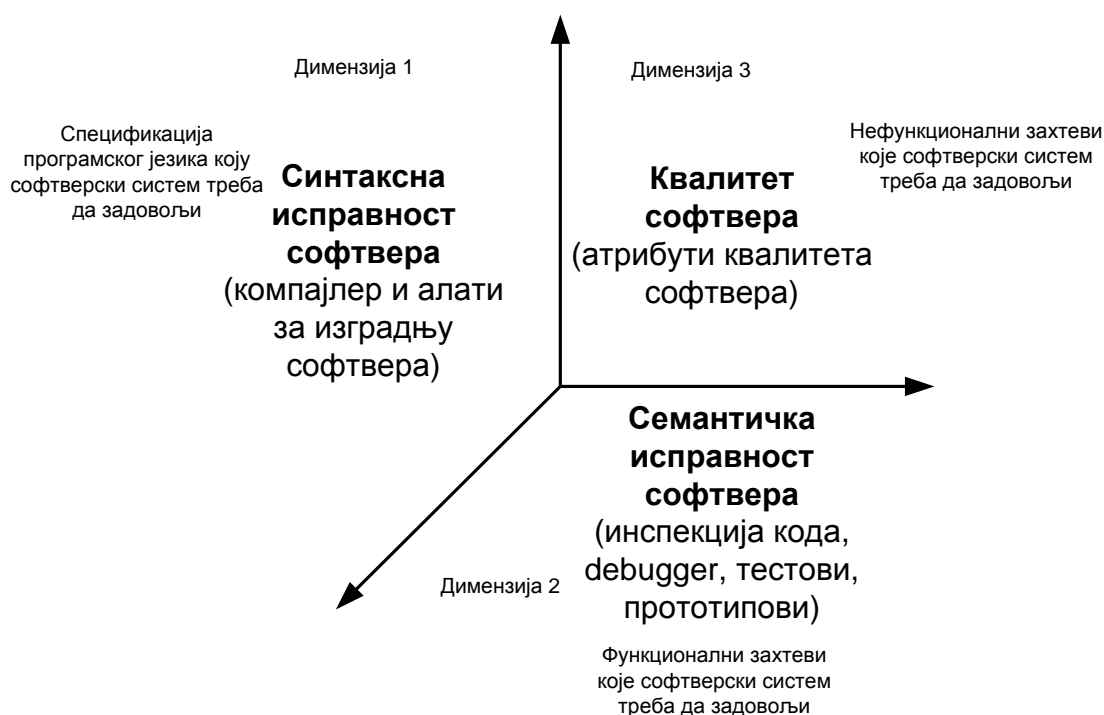 Димензија 1
Спецификација
програмског језика коју
софтверски систем треба
да задовољи
Синтаксна
исправност
софтвера
(компајлер и алати
за изградњу
софтвера)
Димензија 3
Нефункционални захтеви
које софтверски систем
треба да задовољи
Квалитет
софтвера
(атрибути квалитета
софтвера)
Димензија 2
Семантичка
исправност
софтвера
(инспекција кода,
debugger, тестови,
прототипови)
Функционални захтеви
које софтверски систем
треба да задовољи